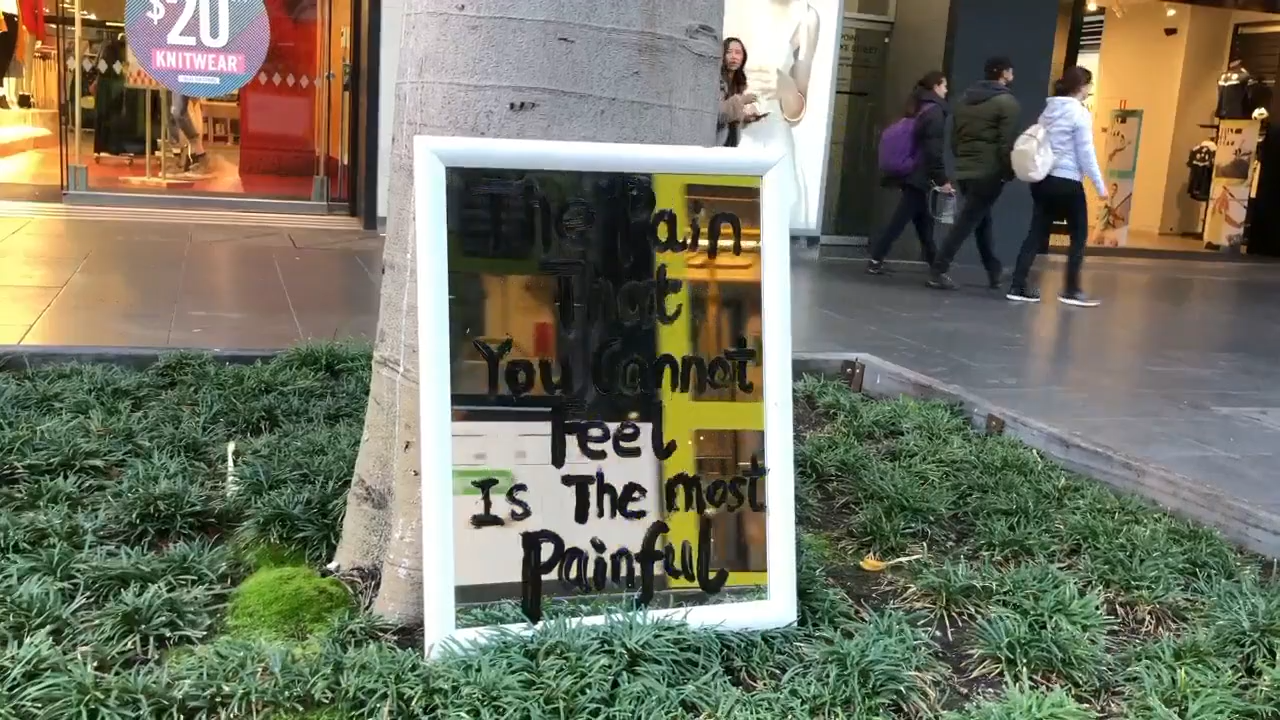 $20
KNITWEAR
The Pain
That
You Cannot
Feel
Is The most
Painful